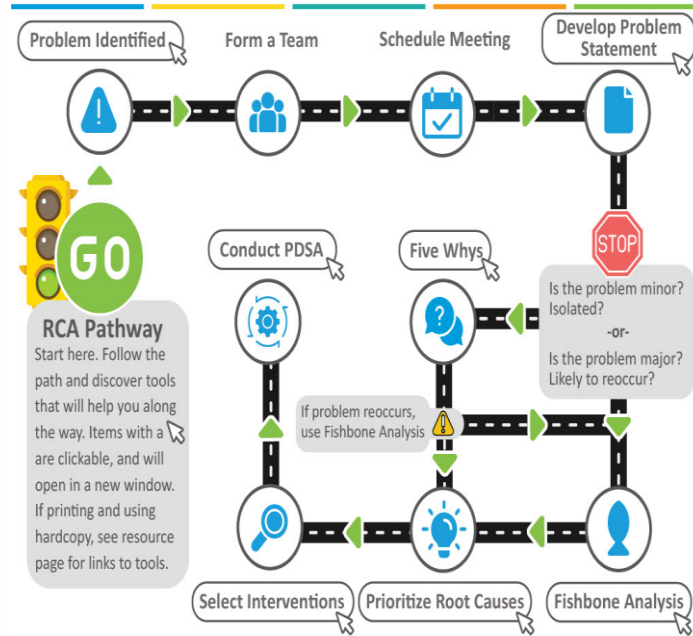 Problem Identified
Form a Team
Schedule Meeting
Develop Problem
Statement
GO
RCA Pathway
Start here. Follow the
path and discover tools
that will help you along
the way. Items with a
are clickable, and will
open in a new window.
If printing and using
hardcopy, see resource
page for links to tools.
Conduct PDSA
Five Whys
STOP
Is the problem minor?
Isolated?
-or-
Is the problem major?
Likely to reoccur?
If problem reoccurs,
use Fishbone Analysis
Select Interventions
Prioritize Root Causes
Fishbone Analysis